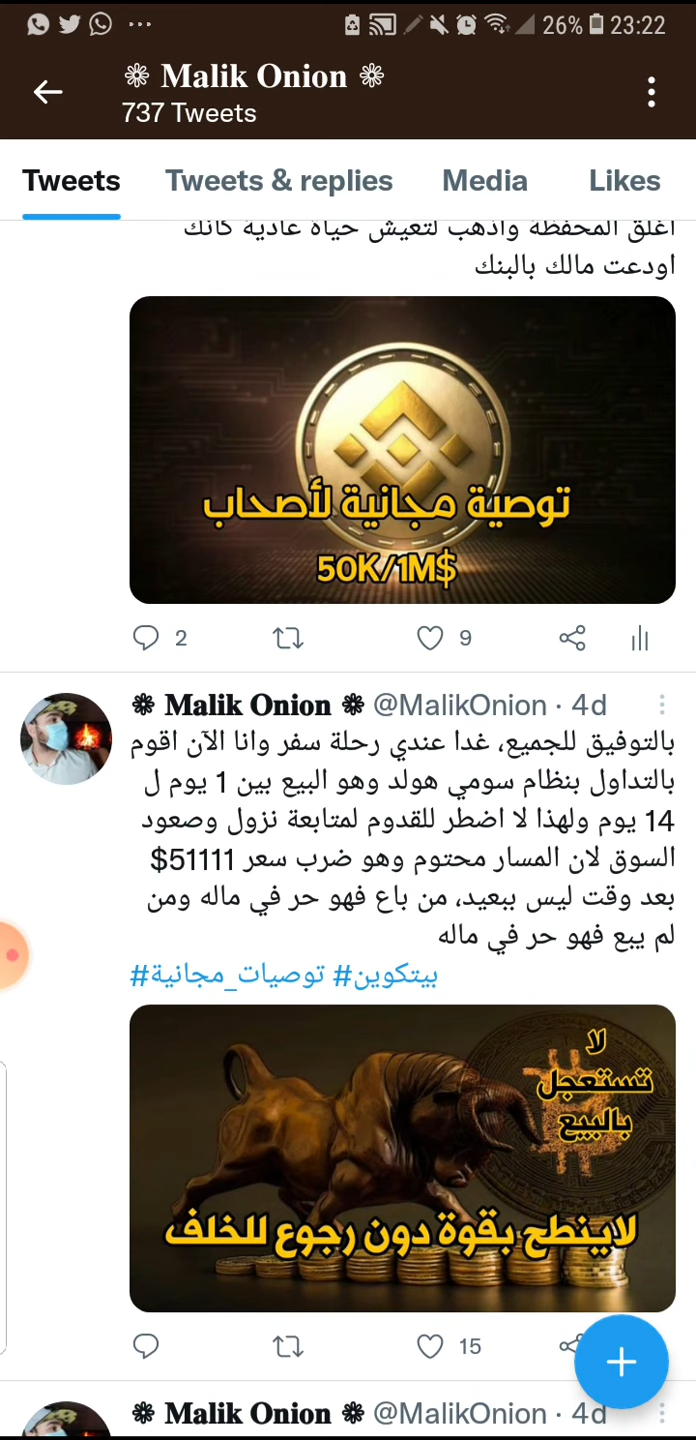 26% 23:22
❁ Malik Onion ❁
737 Tweets
Tweets Tweets & replies Media Likes
اغلق المحفظة واذهب لتعيش حياة عادية كانك
اودعت مالك بالبنك
توصية مجانية لأصحاب
50K/1M$
2 9
❁ Malik Onion ❁ @MalikOnion · 4d
بالتوفيق للجميع، غدا عندي رحلة سفر وانا الآن اقوم
بالتداول بنظام سومي هولد وهو البيع بين 1 يوم ل
14 يوم ولهذا لا اضطر للقدوم لمتابعة نزول وصعود
السوق لان المسار محتوم وهو ضرب سعر 51111$
بعد وقت ليس ببعيد، من باع فهو حر في ماله ومن
لم يبع فهو حر في ماله
#بيتكوين #توصيات_مجانية
لا
تستعجل
بالبيع
لاينطح بقوة دون رجوع للخلف
15
❁ Malik Onion ❁ @MalikOnion · 4d